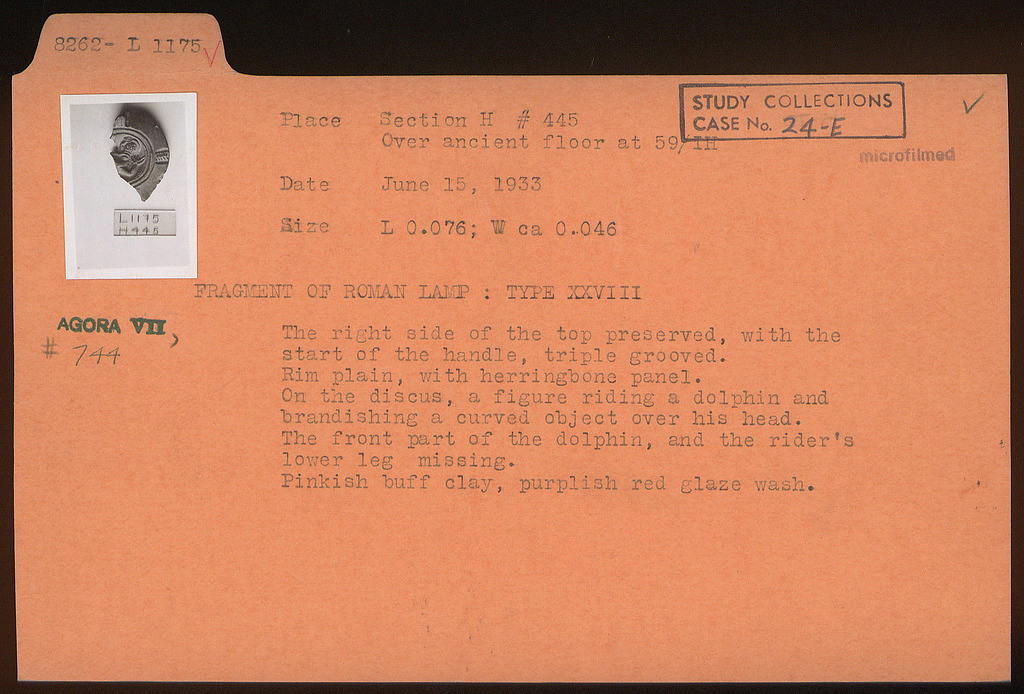 8262- L 1175
STUDY COLLECTIONS
CASE No. 24-E
microfilmed
Place Section H # 445
Over ancient floor at 59/IH
Date June 15, 1933
Size L 0.076; W ca 0.046
L1175
H445
FRAGMENT OF ROMAN LAMP : TYPE XXVIII
AGORA VII,
# 744
The right side of the top preserved, with the
start of the handle, triple grooved.
Rim plain, with herringbone panel.
On the discus, a figure riding a dolphin and
brandishing a curved object over his head.
The front part of the dolphin, and the rider's
lower leg missing.
Pinkish buff clay, purplish red glaze wash.